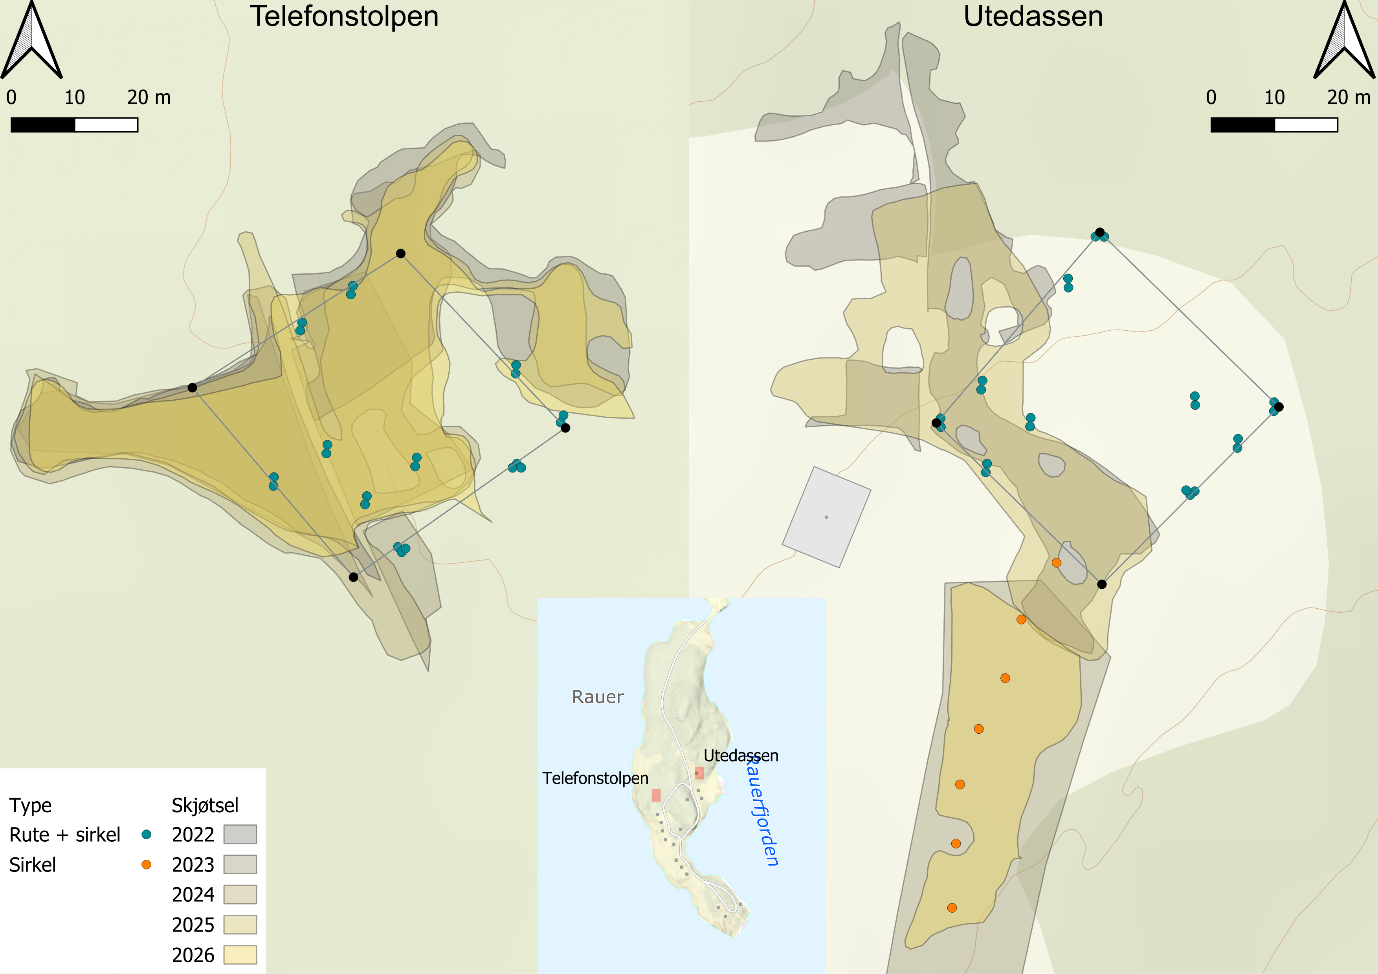 Telefonstolpen
Utedassen
0 10 20 m
0 10 20 m
Rauer
Utedassen
Telefonstolpen
Rauerfjorden
Type Skjøtsel
Rute + sirkel 2022
Sirkel 2023
2024
2025
2026